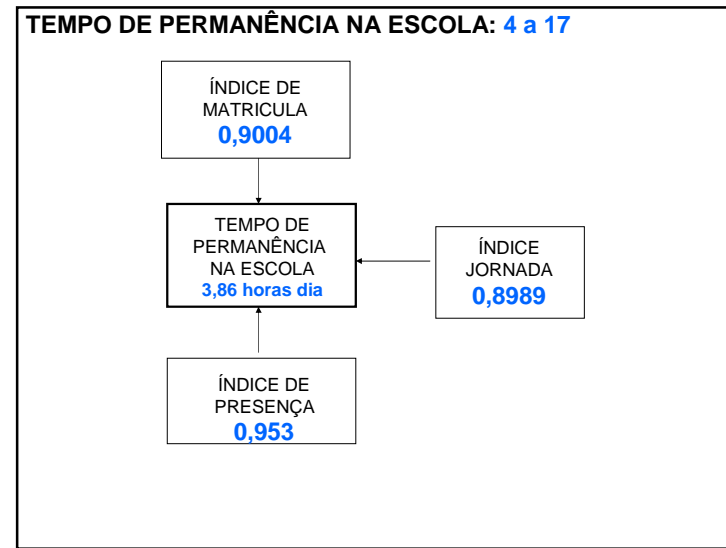 TEMPO DE PERMANÊNCIA NA ESCOLA: 4 a 17
ÍNDICE DE
MATRICULA
0,9004
TEMPO DE
PERMANÊNCIA
NA ESCOLA
3,86 horas dia
ÍNDICE
JORNADA
0,8989
ÍNDICE DE
PRESENÇA
0,953